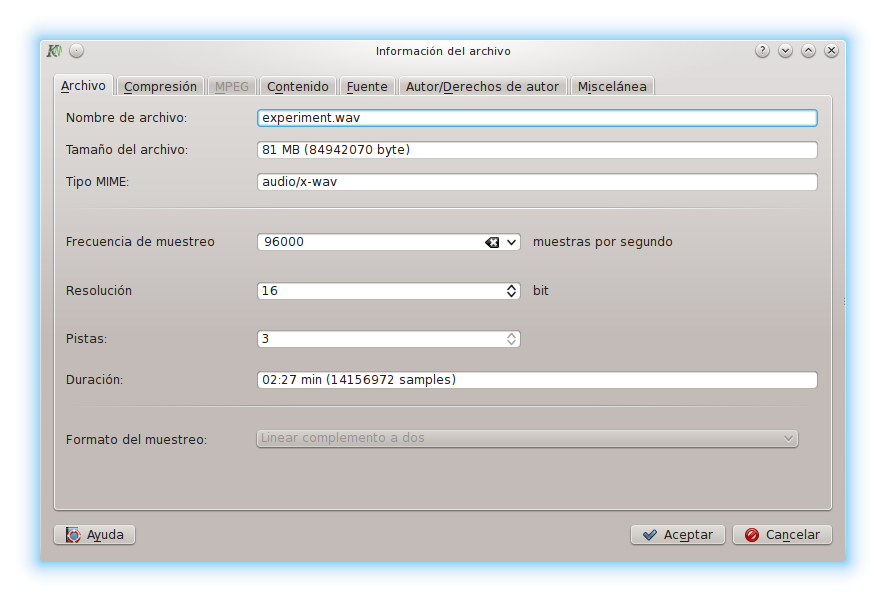 Información del archivo
Archivo Compresión MPEG Contenido Fuente Autor/Derechos de autor Miscelánea
Nombre de archivo: experiment.wav
Tamaño del archivo: 81 MB (84942070 byte)
Tipo MIME: audio/x-wav
Frecuencia de muestreo 96000 muestras por segundo
Resolución 16 bit
Pistas: 3
Duración: 02:27 min (14156972 samples)
Formato del muestreo: Linear complemento a dos
Ayuda Aceptar Cancelar